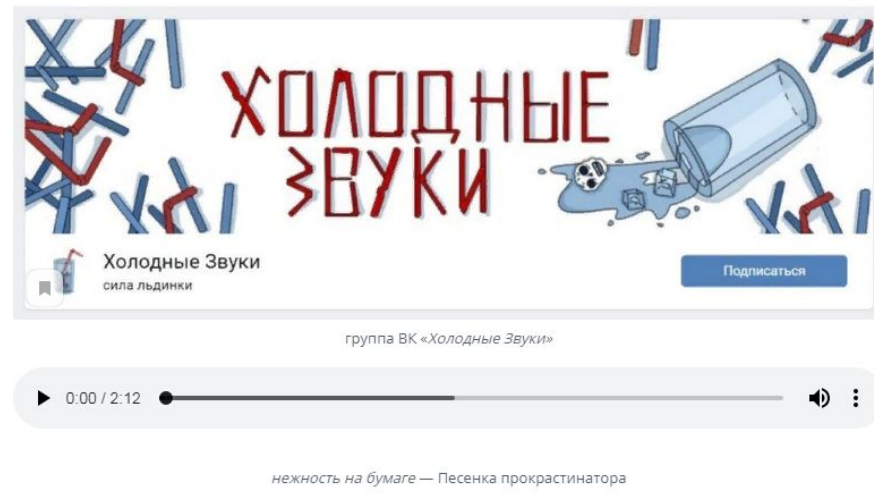 ХОЛОДНЫЕ
ЗВУКИ
Холодные Звуки
сила льдинки
Подписаться
группа ВК «Холодные Звуки»
0:00 / 2:12
нежность на бумаге — Песенка прокрастинатора